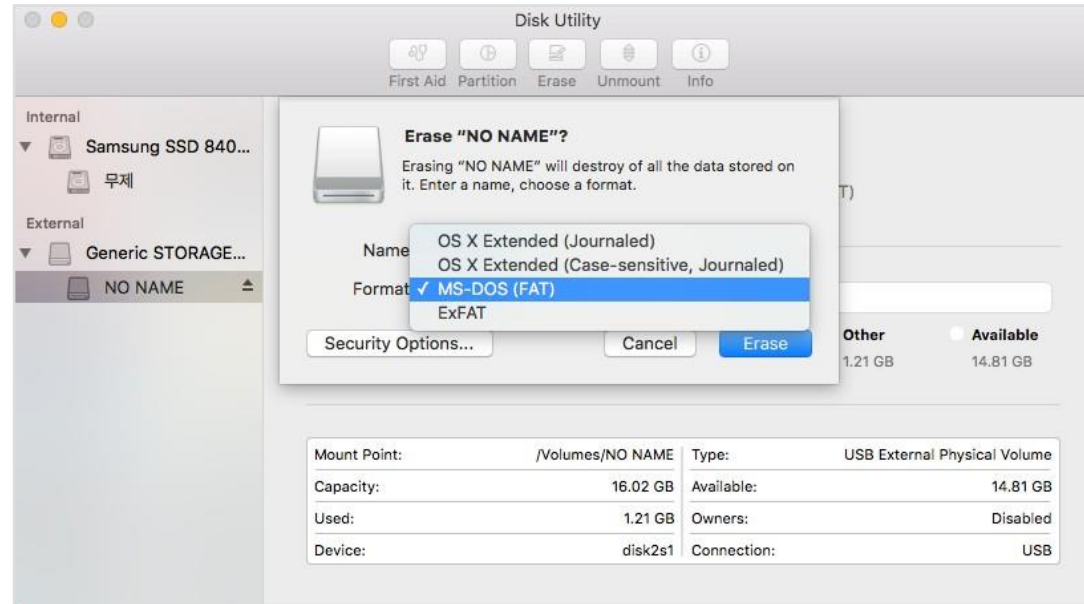 Disk Utility
First Aid Partition Erase Unmount Info
Internal
Samsung SSD 840...
무제
External
Generic STORAGE...
NO NAME
Erase “NO NAME”?
Erasing “NO NAME” will destroy of all the data stored on
it. Enter a name, choose a format.
T)
Name
OS X Extended (Journaled)
OS X Extended (Case-sensitive, Journaled)
Format ✓ MS-DOS (FAT)
ExFAT
Security Options... Cancel Erase
Other Available
1.21 GB 14.81 GB
Mount Point: /Volumes/NO NAME Type: USB External Physical Volume
Capacity: 16.02 GB Available: 14.81 GB
Used: 1.21 GB Owners: Disabled
Device: disk2s1 Connection: USB